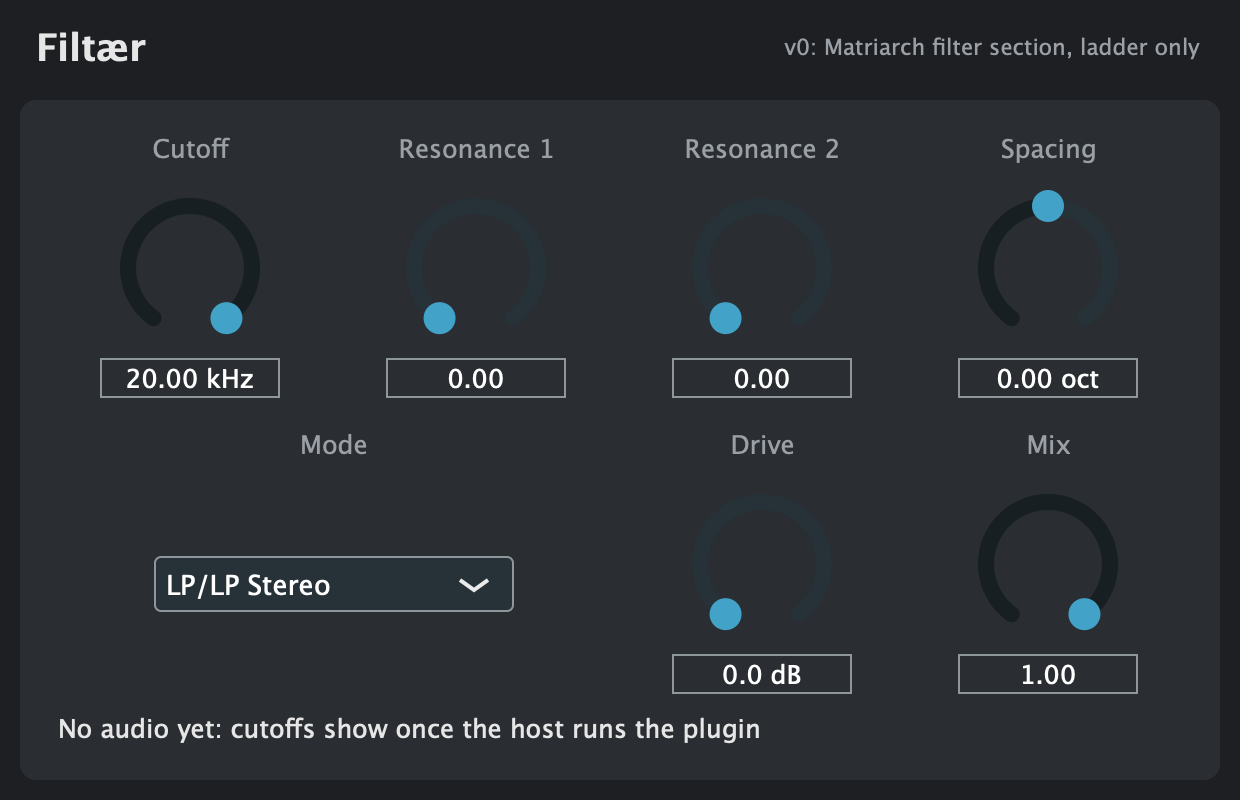 Filtær
v0: Matriarch filter section, ladder only
Cutoff
Resonance 1
Resonance 2
Spacing
20.00 kHz
0.00
0.00
0.00 oct
Mode
Drive
Mix
LP/LP Stereo
0.0 dB
1.00
No audio yet: cutoffs show once the host runs the plugin